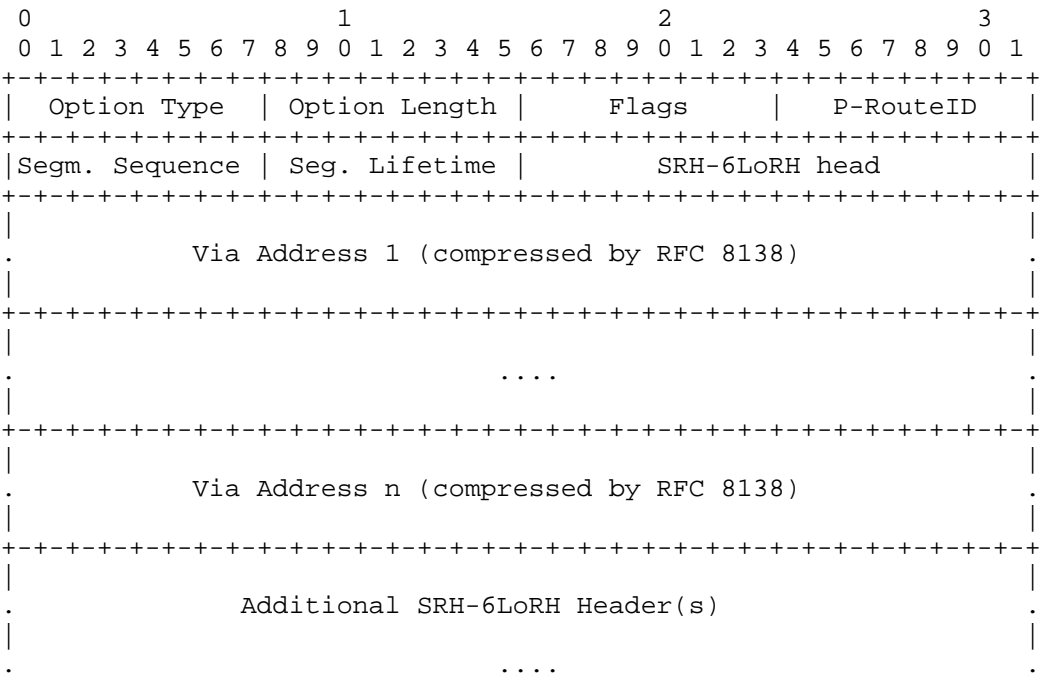 0                   1                   2                   3
 0 1 2 3 4 5 6 7 8 9 0 1 2 3 4 5 6 7 8 9 0 1 2 3 4 5 6 7 8 9 0 1
+-+-+-+-+-+-+-+-+-+-+-+-+-+-+-+-+-+-+-+-+-+-+-+-+-+-+-+-+-+-+-+-+
|  Option Type  | Option Length |     Flags     |   P-RouteID   |
+-+-+-+-+-+-+-+-+-+-+-+-+-+-+-+-+-+-+-+-+-+-+-+-+-+-+-+-+-+-+-+-+
|Segm. Sequence | Seg. Lifetime |        SRH-6LoRH head         |
+-+-+-+-+-+-+-+-+-+-+-+-+-+-+-+-+-+-+-+-+-+-+-+-+-+-+-+-+-+-+-+-+
|                                                               |
.           Via Address 1 (compressed by RFC 8138)              .
|                                                               |
+-+-+-+-+-+-+-+-+-+-+-+-+-+-+-+-+-+-+-+-+-+-+-+-+-+-+-+-+-+-+-+-+
|                                                               |
.                              ....                             .
|                                                               |
+-+-+-+-+-+-+-+-+-+-+-+-+-+-+-+-+-+-+-+-+-+-+-+-+-+-+-+-+-+-+-+-+
|                                                               |
.           Via Address n (compressed by RFC 8138)              .
|                                                               |
+-+-+-+-+-+-+-+-+-+-+-+-+-+-+-+-+-+-+-+-+-+-+-+-+-+-+-+-+-+-+-+-+
|                                                               |
.              Additional SRH-6LoRH Header(s)                   .
|                                                               |
.                              ....                             .